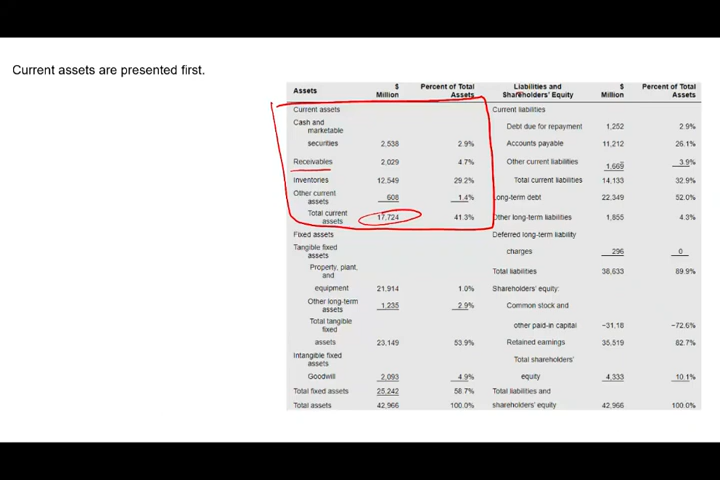 Current assets are presented first.
Assets $ Million Percent of Total Assets Liabilities and Shareholders' Equity $ Million Percent of Total Assets
Current assets Current liabilities
Cash and marketable Debt due for repayment 1,252 2.9%
securities 2,538 2.9% Accounts payable 11,212 26.1%
Receivables 2,029 4.7% Other current liabilities 1,669 3.9%
Inventories 12,549 29.2% Total current liabilities 14,133 32.9%
Other current assets 608 1.4% Long-term debt 22,349 52.0%
Total current assets 17,724 41.3% Other long-term liabilities 1,855 4.3%
Fixed assets Deferred long-term liability
Tangible fixed assets charges 296 0
Property, plant, and Total liabilities 38,633 89.9%
equipment 21,914 1.0% Shareholders' equity:
Other long-term assets 1,235 2.9% Common stock and
Total tangible fixed other paid-in capital −31,18 −72.6%
assets 23,149 53.9% Retained earnings 35,519 82.7%
Intangible fixed assets Total shareholders'
Goodwill 2,093 4.9% equity 4,333 10.1%
Total fixed assets 25,242 58.7% Total liabilities and
Total assets 42,966 100.0% shareholders' equity 42,966 100.0%